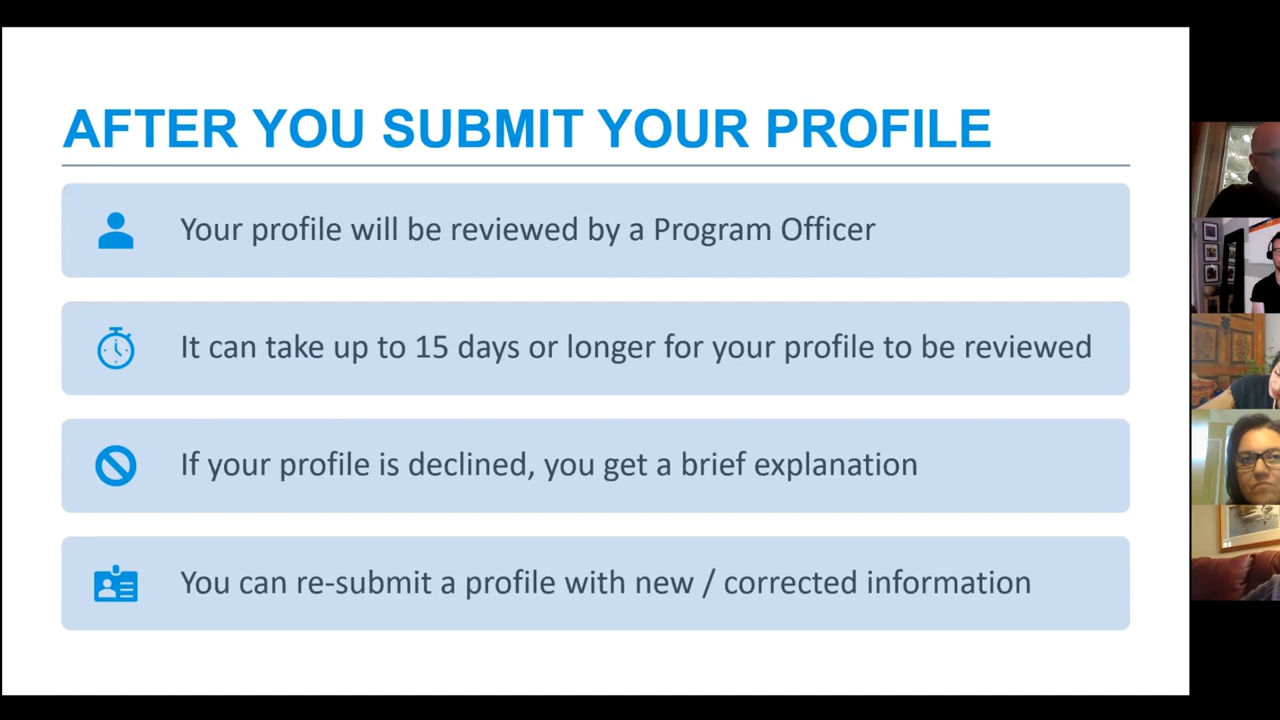 AFTER YOU SUBMIT YOUR PROFILE
Your profile will be reviewed by a Program Officer
It can take up to 15 days or longer for your profile to be reviewed
If your profile is declined, you get a brief explanation
You can re-submit a profile with new / corrected information